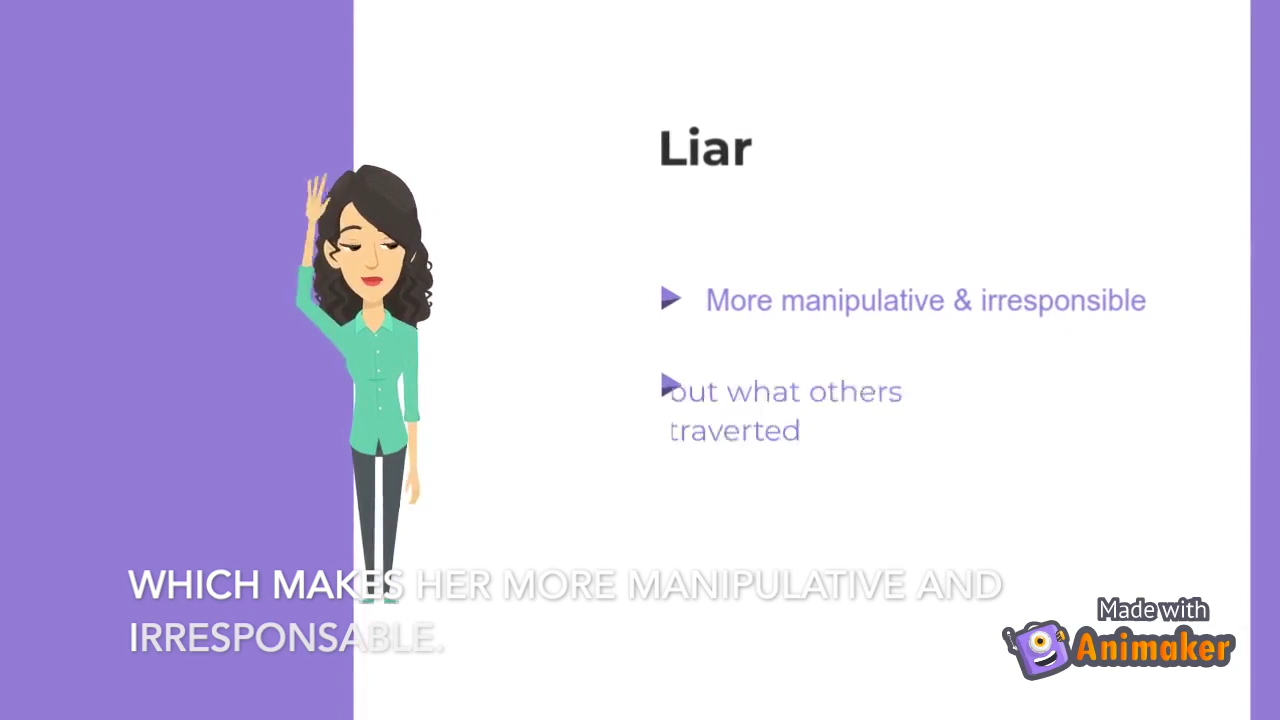 Liar
More manipulative & irresponsible
out what others
traverted
WHICH MAKES HER MORE MANIPULATIVE AND
IRRESPONSABLE.
Made with
Animaker